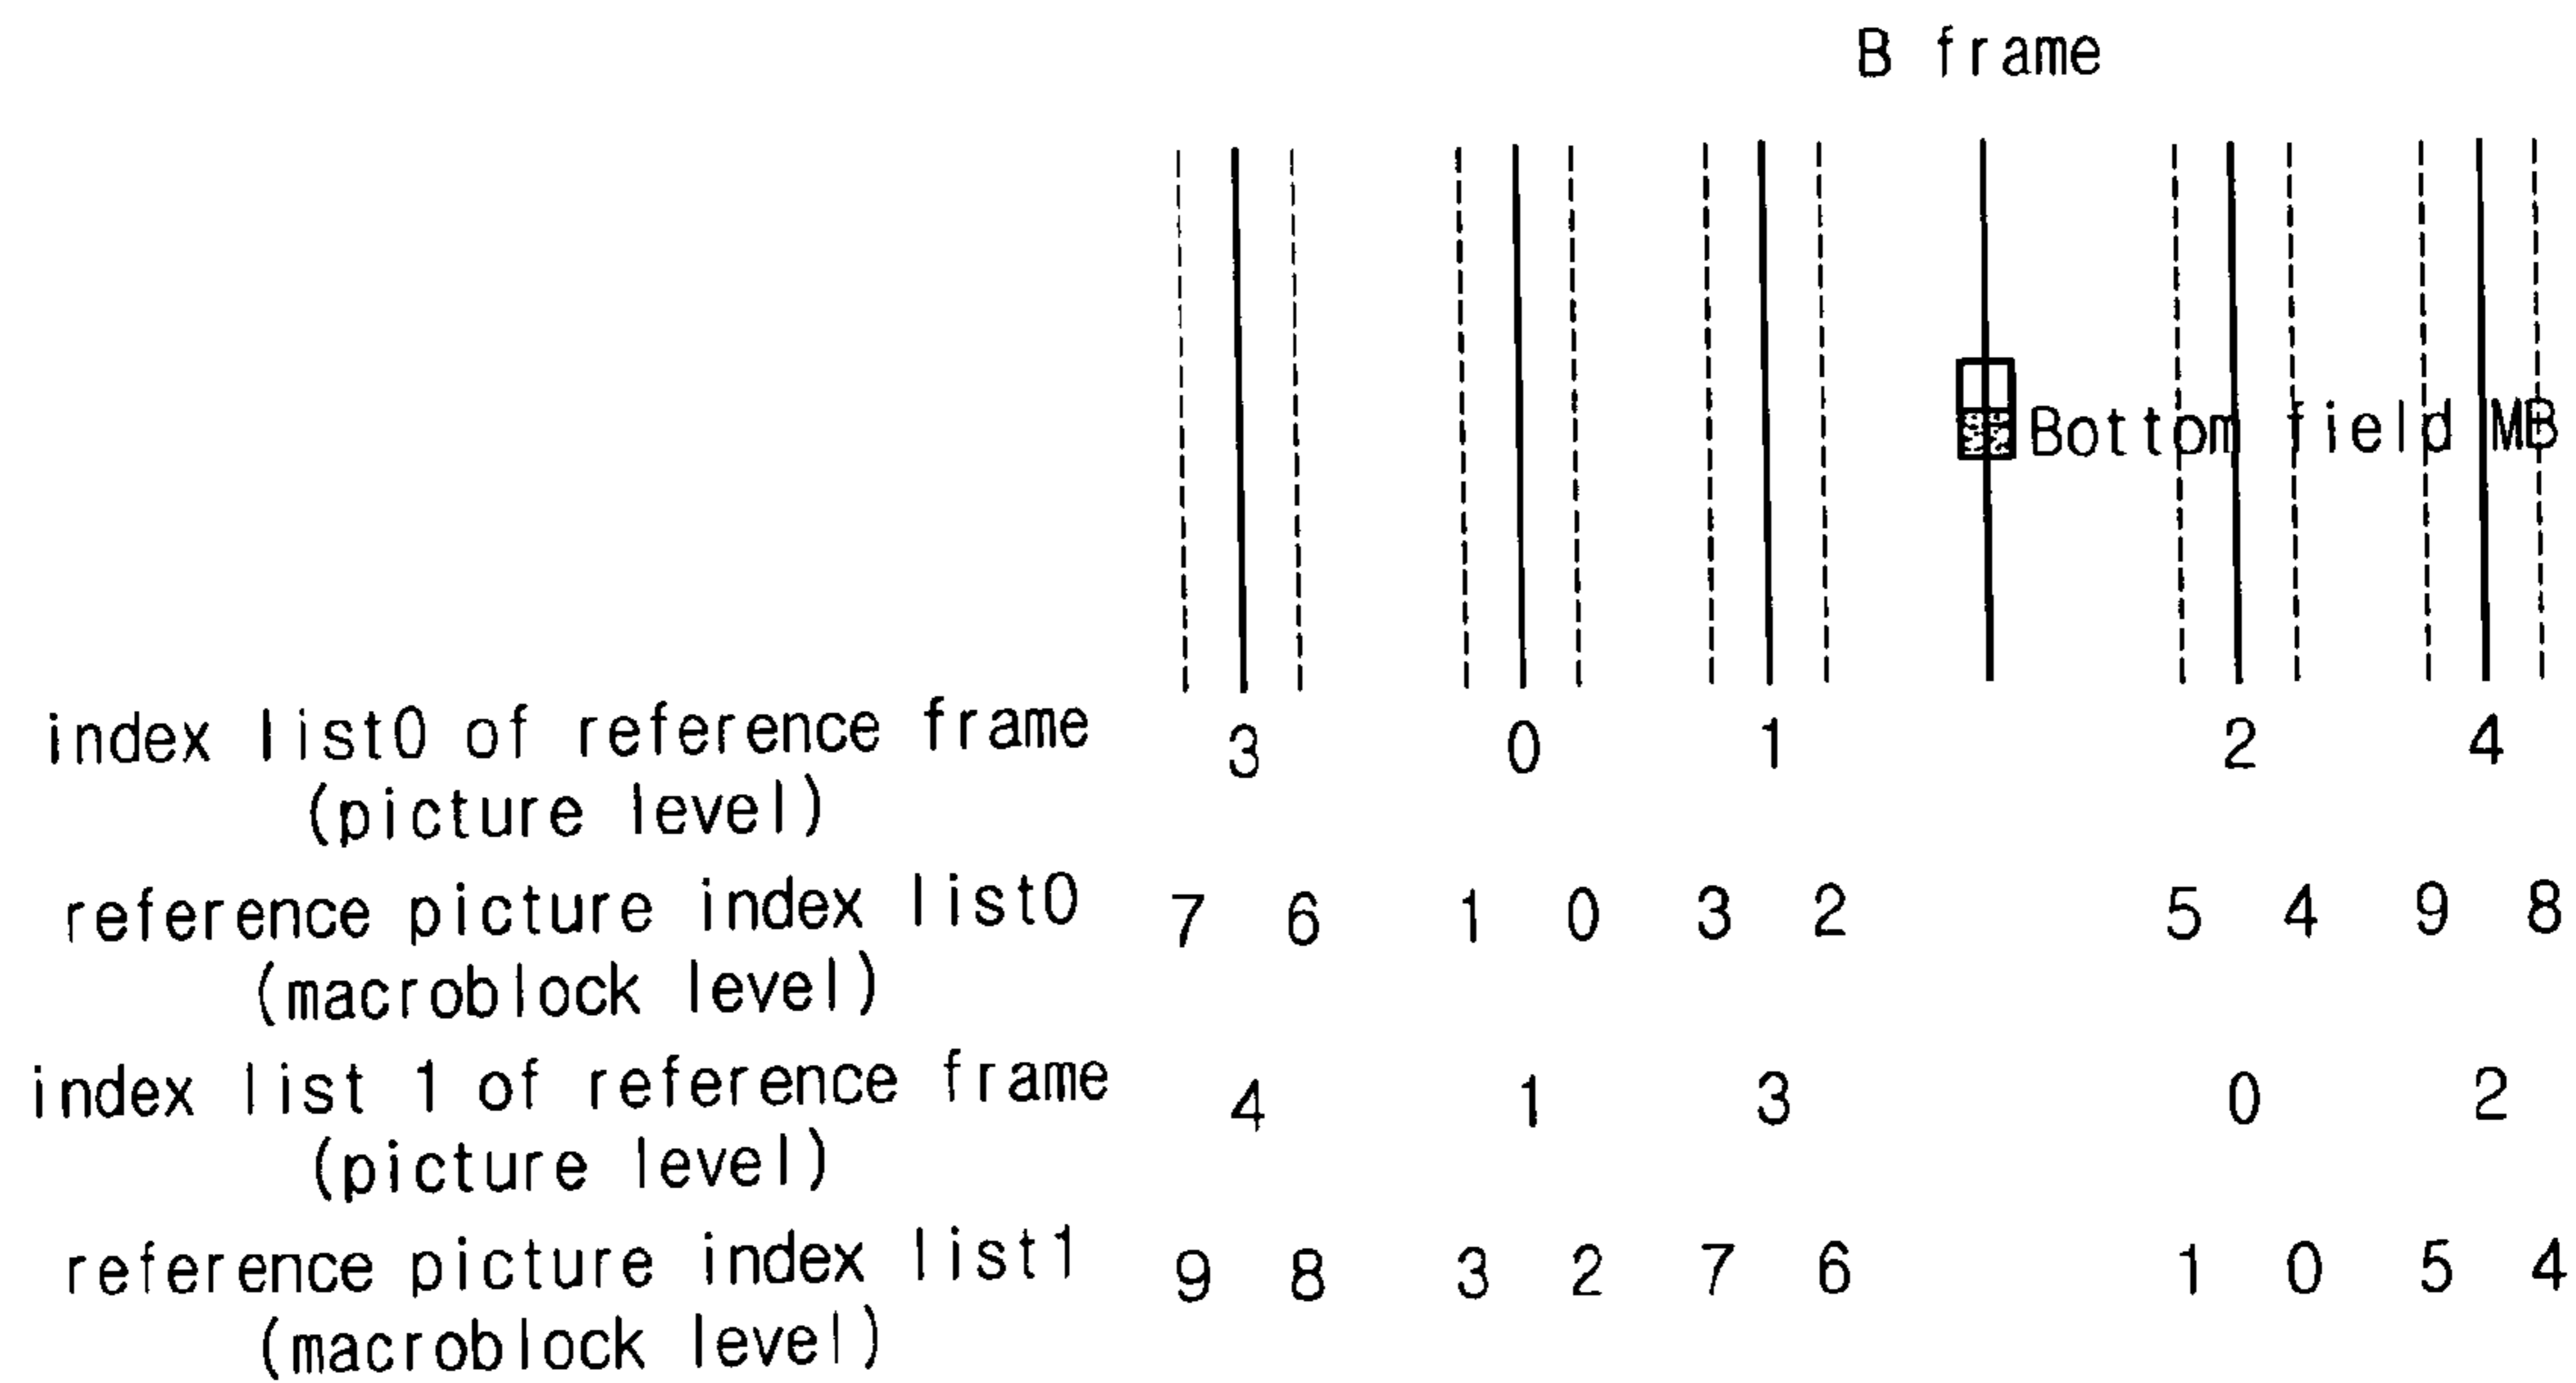 B frame
Bottom field MB
index list0 of reference frame 3 0 1 2 4
(picture level)
reference picture index list0 7 6 1 0 3 2 5 4 9 8
(macroblock level)
index list 1 of reference frame 4 1 3 0 2
(picture level)
reference picture index list1 9 8 3 2 7 6 1 0 5 4
(macroblock level)